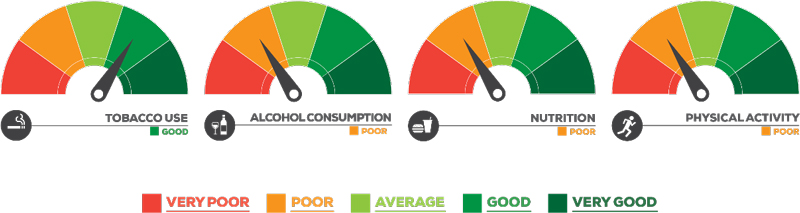 TOBACCO USE
GOOD
ALCOHOL CONSUMPTION
POOR
NUTRITION
POOR
PHYSICAL ACTIVITY
POOR
VERY POOR POOR AVERAGE GOOD VERY GOOD